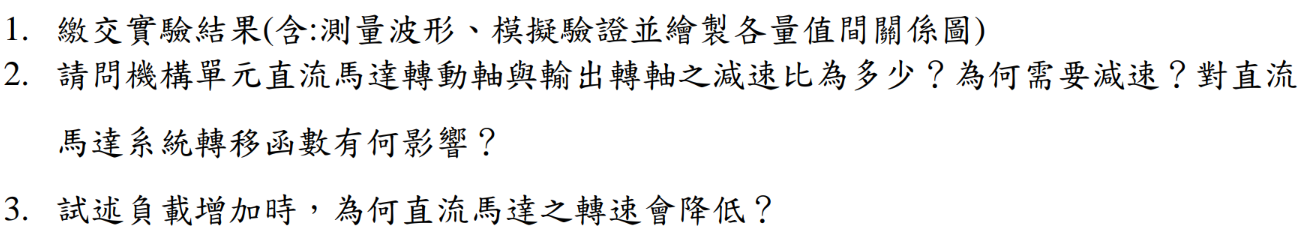 1. 繳交實驗結果(含:測量波形、模擬驗證並繪製各量值間關係圖)
2. 請問機構單元直流馬達轉動軸與輸出轉軸之減速比為多少？為何需要減速？對直流
馬達系統轉移函數有何影響？
3. 試述負載增加時，為何直流馬達之轉速會降低？